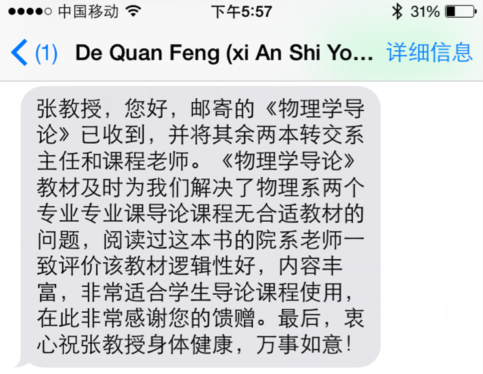 中国移动 下午5:57 31%
(1) De Quan Feng (xi An Shi Yo... 详细信息
张教授，您好，邮寄的《物理学导
论》已收到，并将其余两本转交系
主任和课程老师。《物理学导论》
教材及时为我们解决了物理系两个
专业专业课导论课程无合适教材的
问题，阅读过这本书的院系老师一
致评价该教材逻辑性好，内容丰
富，非常适合学生导论课程使用，
在此非常感谢您的馈赠。最后，衷
心祝张教授身体健康，万事如意！